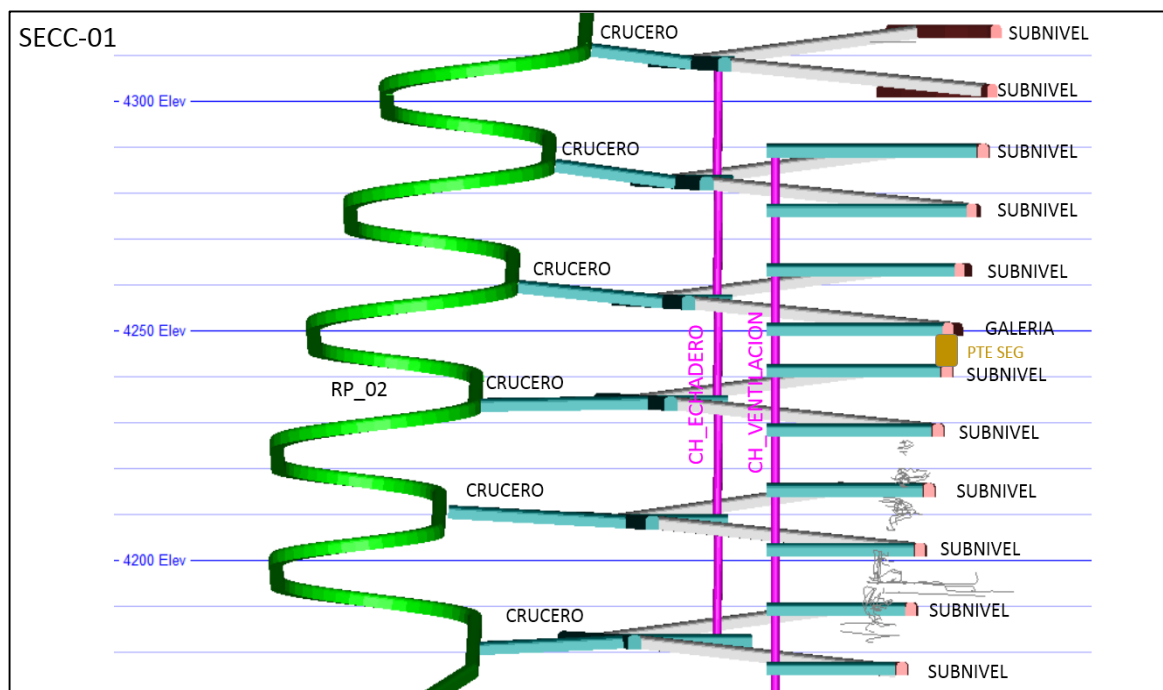 SECC-01
CRUCERO
SUBNIVEL
SUBNIVEL
4300 Elev
CRUCERO
SUBNIVEL
SUBNIVEL
CRUCERO
SUBNIVEL
4250 Elev
GALERIA
PTE SEG
CH_ECHADERO
CH_VENTILACION
RP_02
CRUCERO
SUBNIVEL
SUBNIVEL
CRUCERO
SUBNIVEL
4200 Elev
SUBNIVEL
CRUCERO
SUBNIVEL
SUBNIVEL